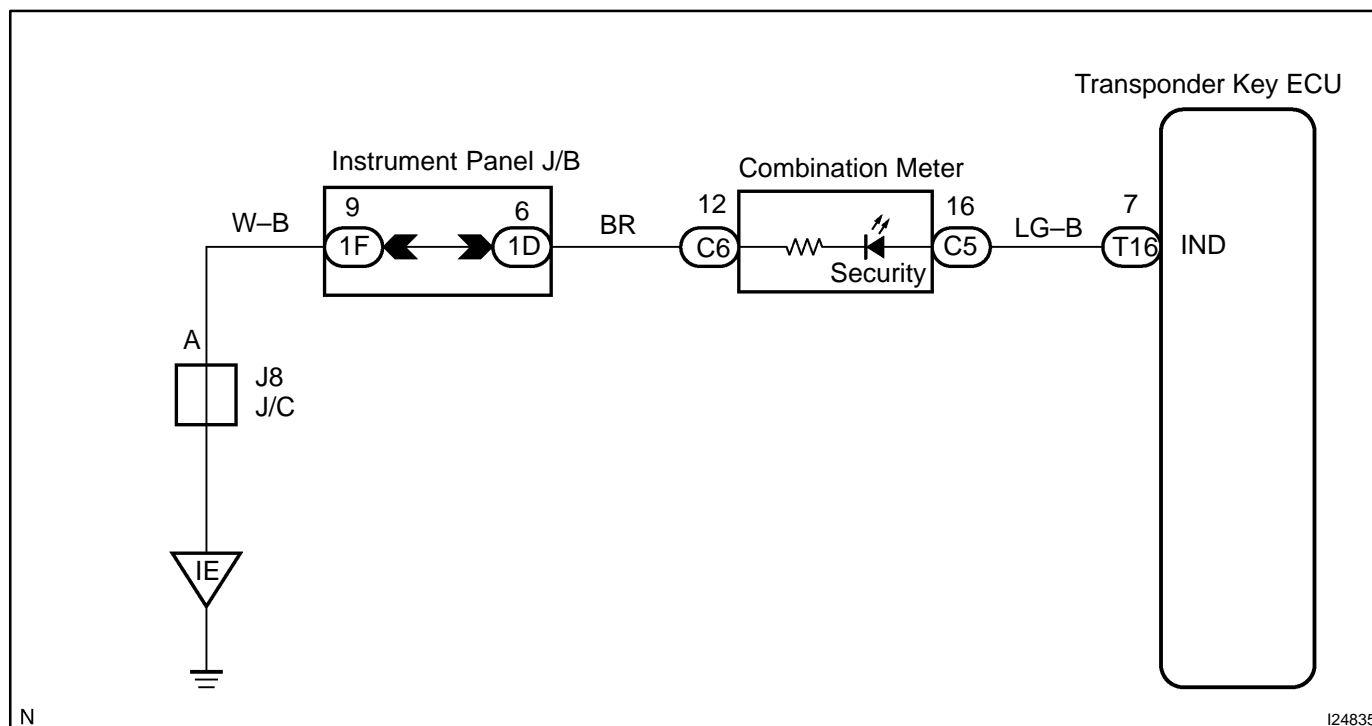 Transponder Key ECU
Instrument Panel J/B
Combination Meter
W–B
9
1F
6
1D
BR
12
C6
Security
16
C5
LG–B
7
T16
IND
A
J8
J/C
IE
N
I24835